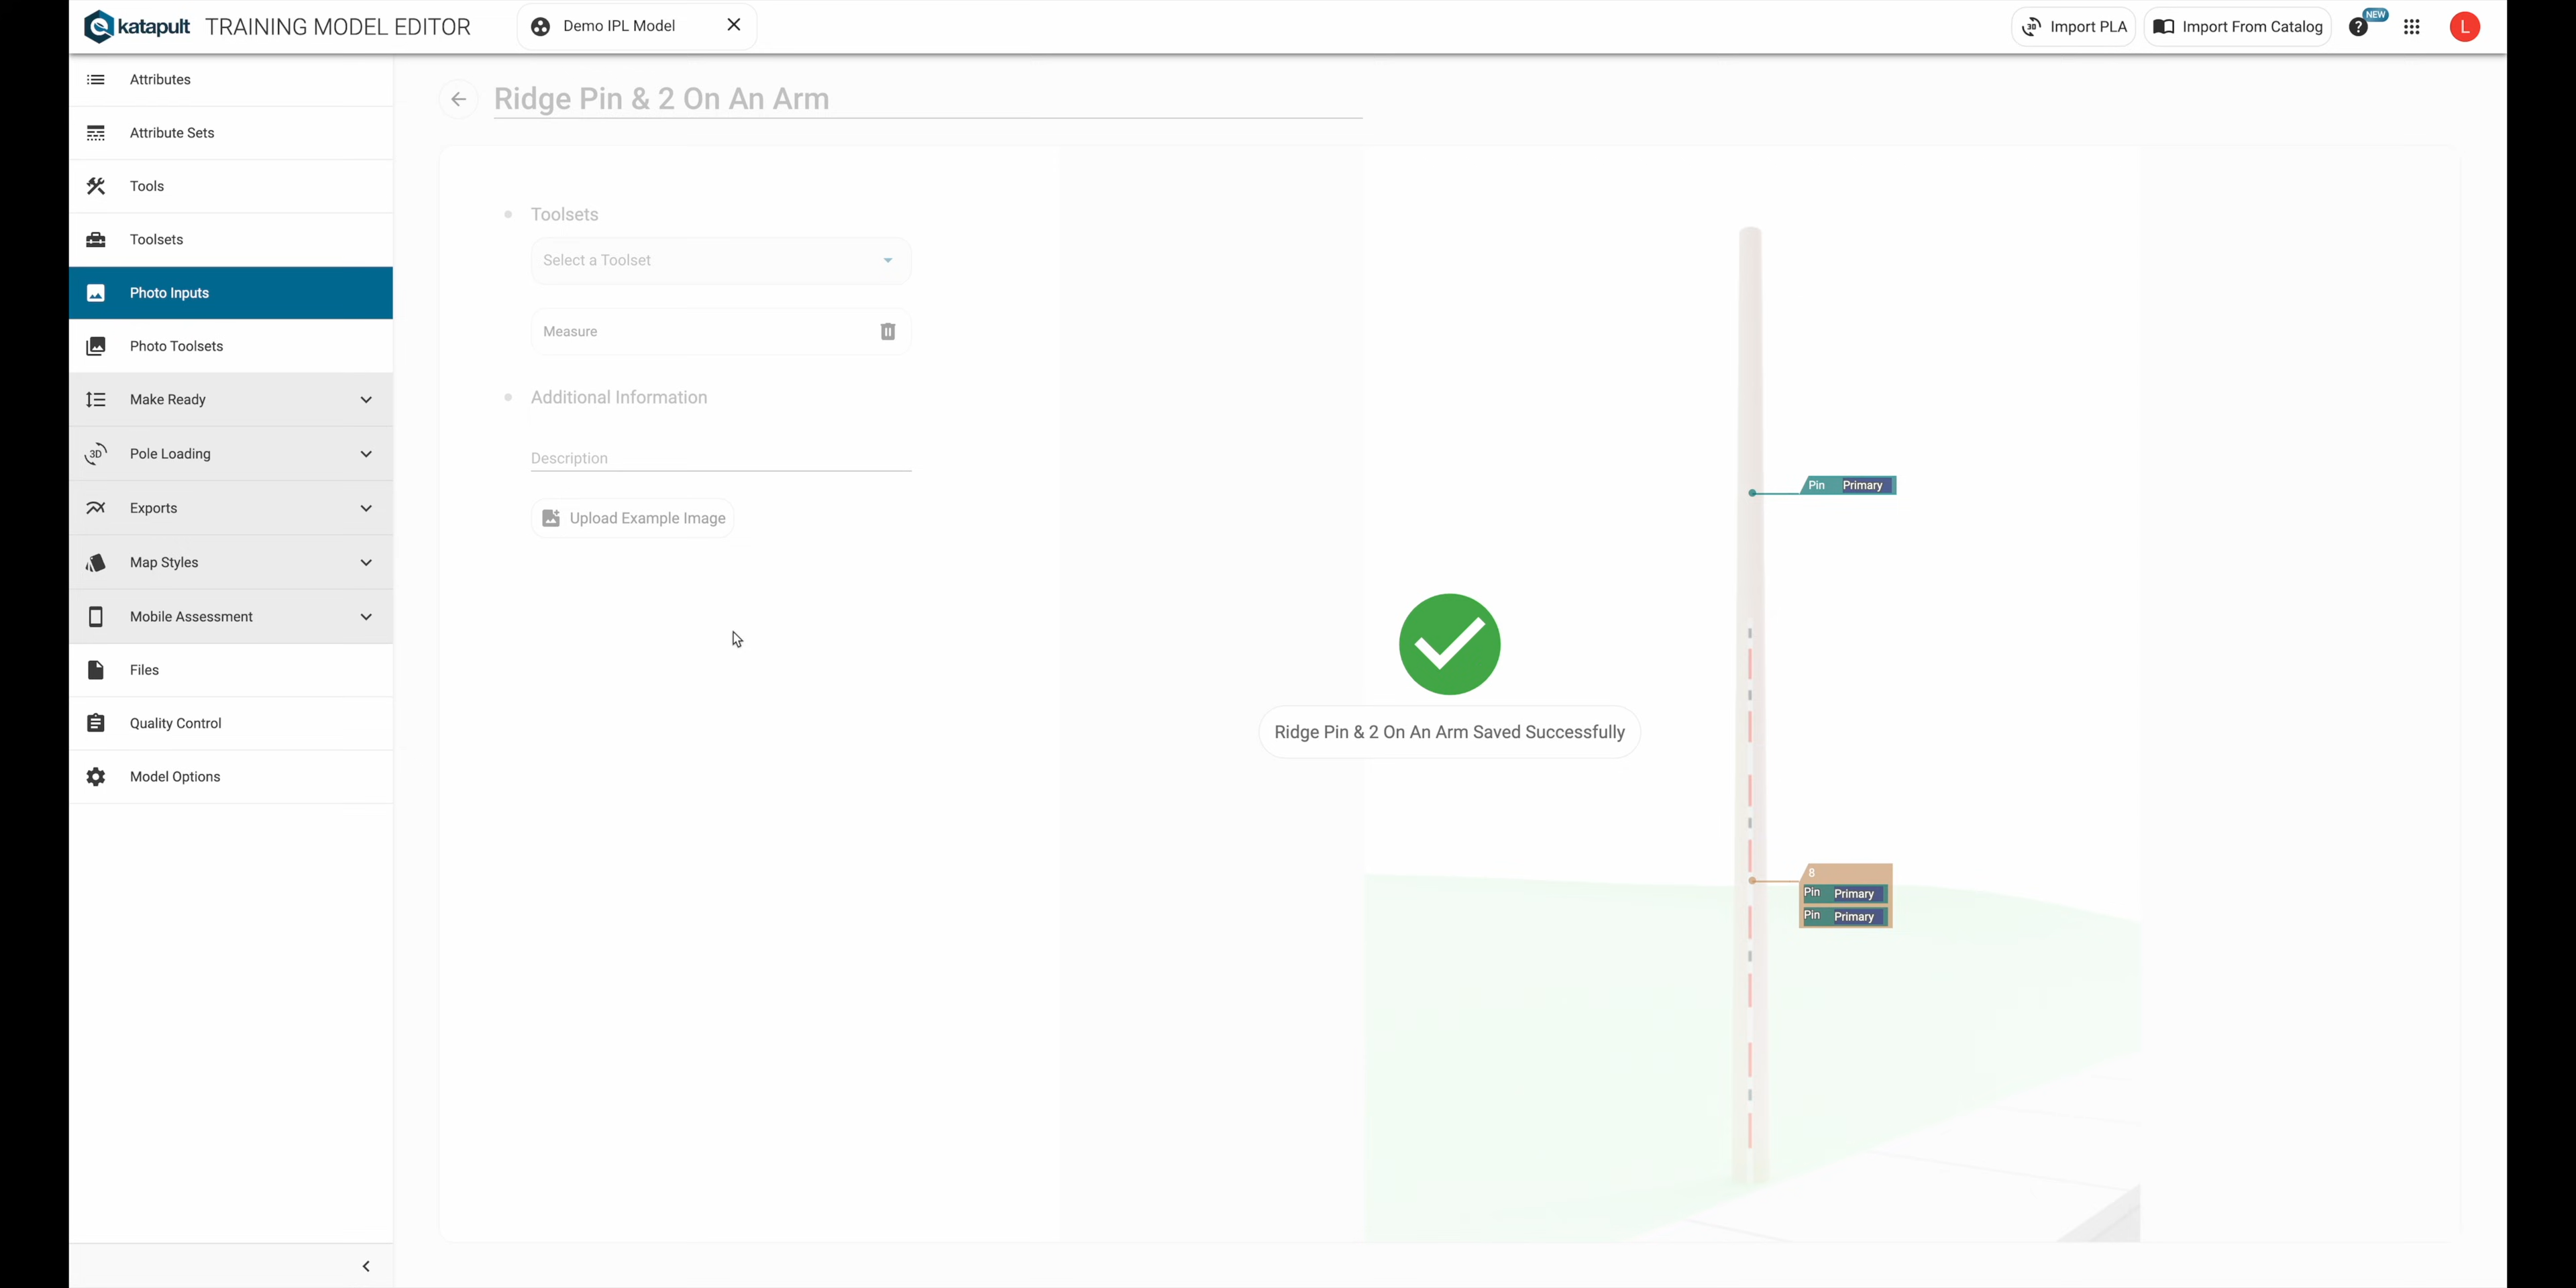 katapult TRAINING MODEL EDITOR
Demo IPL Model
3D Import PLA
Import From Catalog
? NEW
L
Attributes
Attribute Sets
Tools
Toolsets
Photo Inputs
Photo Toolsets
Make Ready
3D Pole Loading
Exports
Map Styles
Mobile Assessment
Files
Quality Control
Model Options
Ridge Pin & 2 On An Arm
Toolsets
Select a Toolset
Measure
Additional Information
Description
Upload Example Image
Pin Primary
8
Pin Primary
Pin Primary
Ridge Pin & 2 On An Arm Saved Successfully